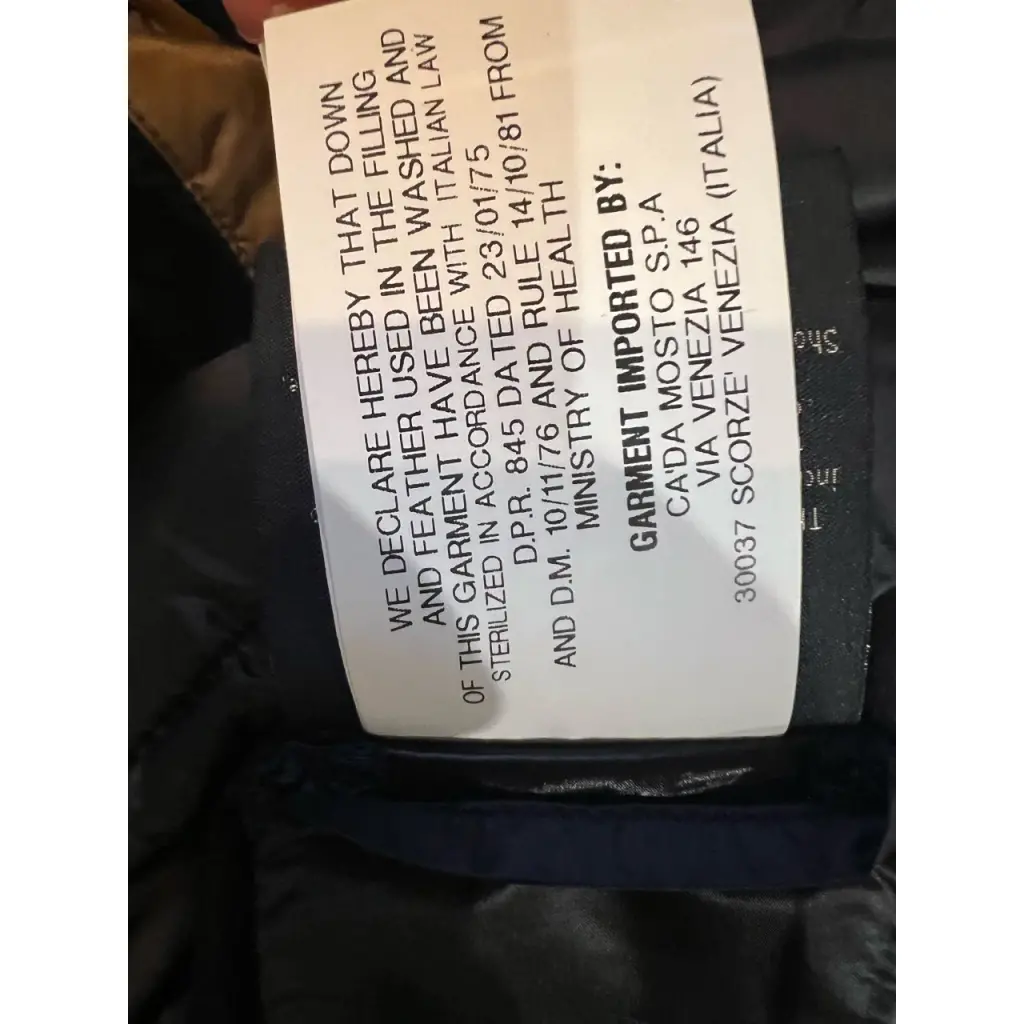 WE DECLARE HEREBY THAT DOWN
AND FEATHER USED IN THE FILLING
OF THIS GARMENT HAVE BEEN WASHED AND
STERILIZED IN ACCORDANCE WITH ITALIAN LAW
D.P.R. 845 DATED 23/01/75
AND D.M. 10/11/76 AND RULE 14/10/81 FROM
MINISTRY OF HEALTH
GARMENT IMPORTED BY:
CA'DA MOSTO S.P.A
VIA VENEZIA 146
30037 SCORZE' VENEZIA (ITALIA)